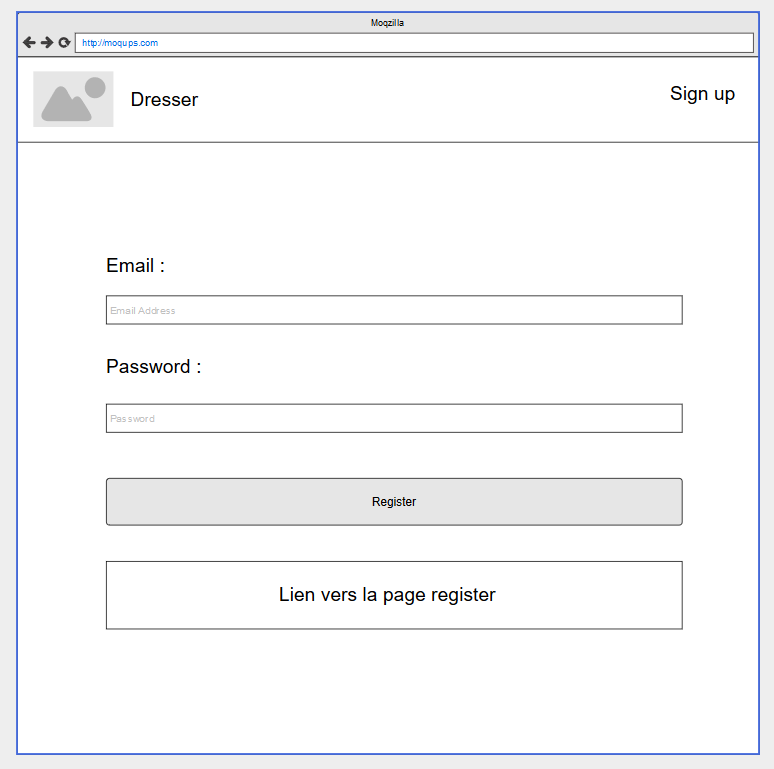 Moqzilla
http://moqups.com
Dresser
Sign up
Email :
Email Address
Password :
Password
Register
Lien vers la page register